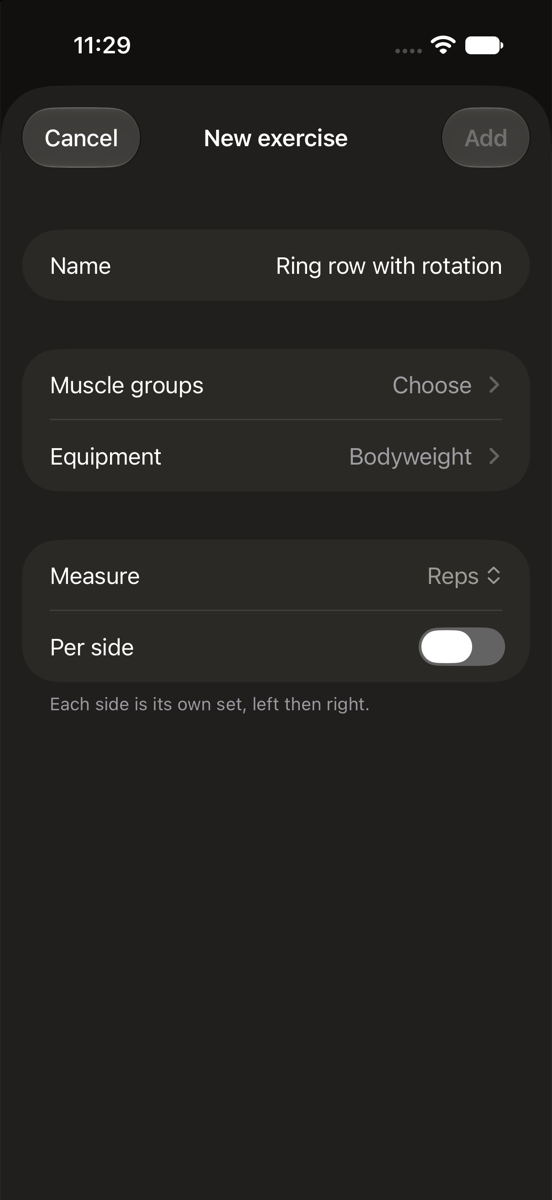 11:29
Cancel
New exercise
Add
Name
Ring row with rotation
Muscle groups
Choose
Equipment
Bodyweight
Measure
Reps
Per side
Each side is its own set, left then right.